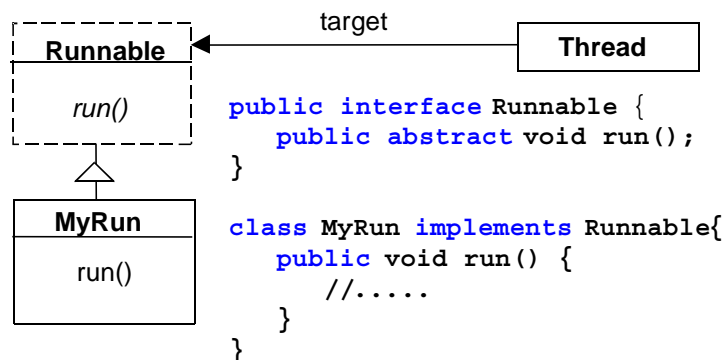 target
Runnable
Thread
run()
public interface Runnable {
public abstract void run();
}
MyRun
run()
class MyRun implements Runnable{
public void run() {
//.....
}
}